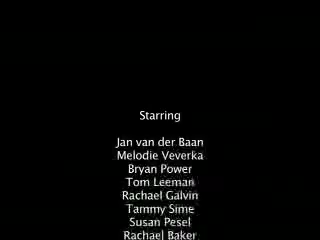 Starring
Jan van der Baan
Melodie Veverka
Bryan Power
Tom Leeman
Rachael Galvin
Tammy Sime
Susan Pesel
Rachael Baker